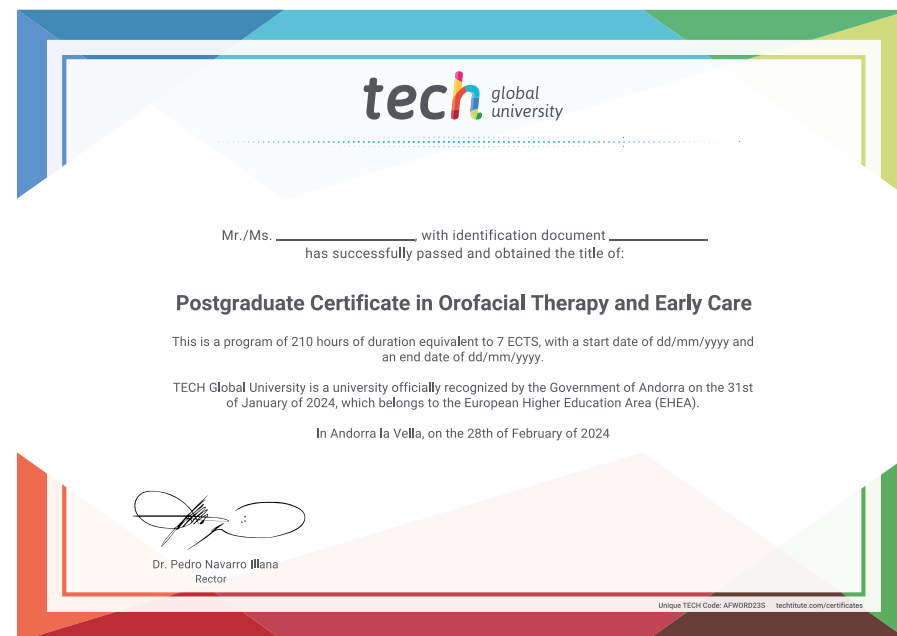 tech global
university
Mr./Ms. ________________, with identification document ____________
has successfully passed and obtained the title of:
Postgraduate Certificate in Orofacial Therapy and Early Care
This is a program of 210 hours of duration equivalent to 7 ECTS, with a start date of dd/mm/yyyy and
an end date of dd/mm/yyyy.
TECH Global University is a university officially recognized by the Government of Andorra on the 31st
of January of 2024, which belongs to the European Higher Education Area (EHEA).
In Andorra la Vella, on the 28th of February of 2024
Dr. Pedro Navarro Illana
Rector
Unique TECH Code: AFWORD23S techtitute.com/certificates